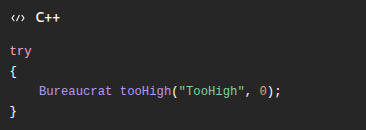 </> C++
try
{
    Bureaucrat tooHigh("TooHigh", 0);
}